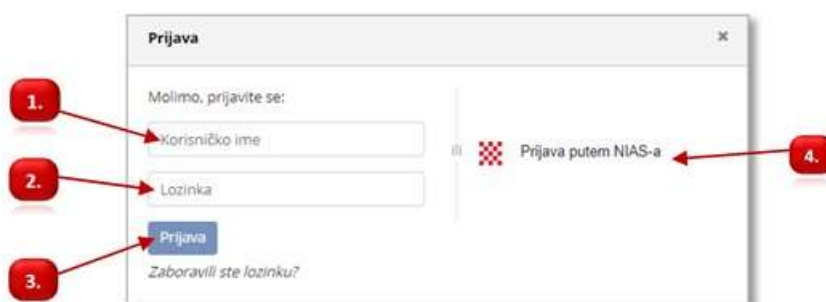 Prijava
Molimo, prijavite se:
1.
Korisničko ime
ili
Prijava putem NIAS-a
4.
2.
Lozinka
Prijava
3.
Zaboravili ste lozinku?